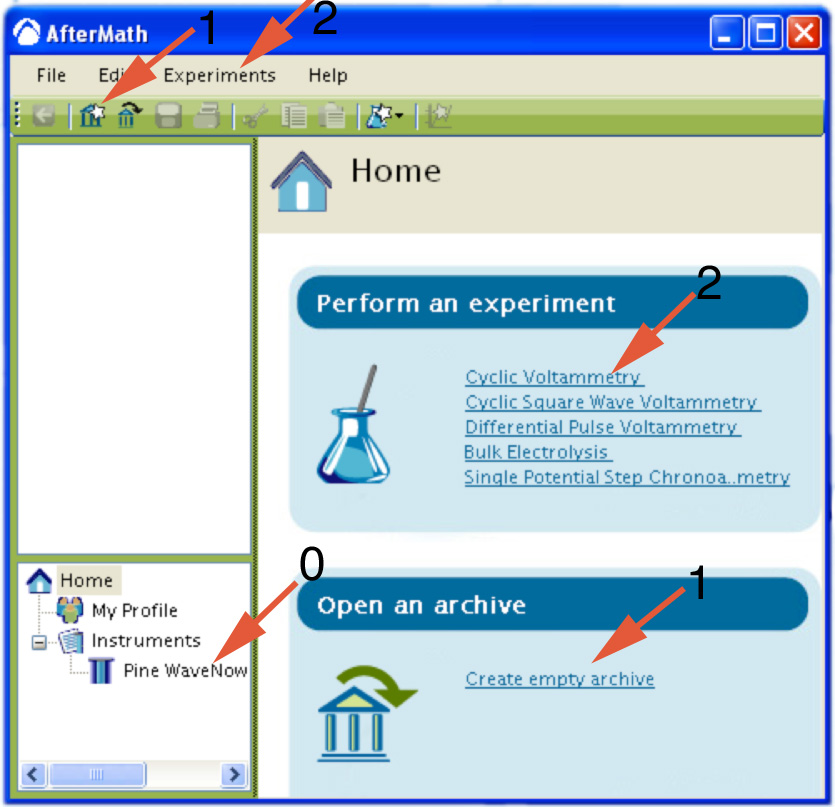 1
2
AfterMath
File Edi Experiments Help
Home
2
Perform an experiment
Cyclic Voltammetry
Cyclic Square Wave Voltammetry
Differential Pulse Voltammetry
Bulk Electrolysis
Single Potential Step Chronoa..metry
0
Home
My Profile
Instruments
Pine WaveNow
1
Open an archive
Create empty archive